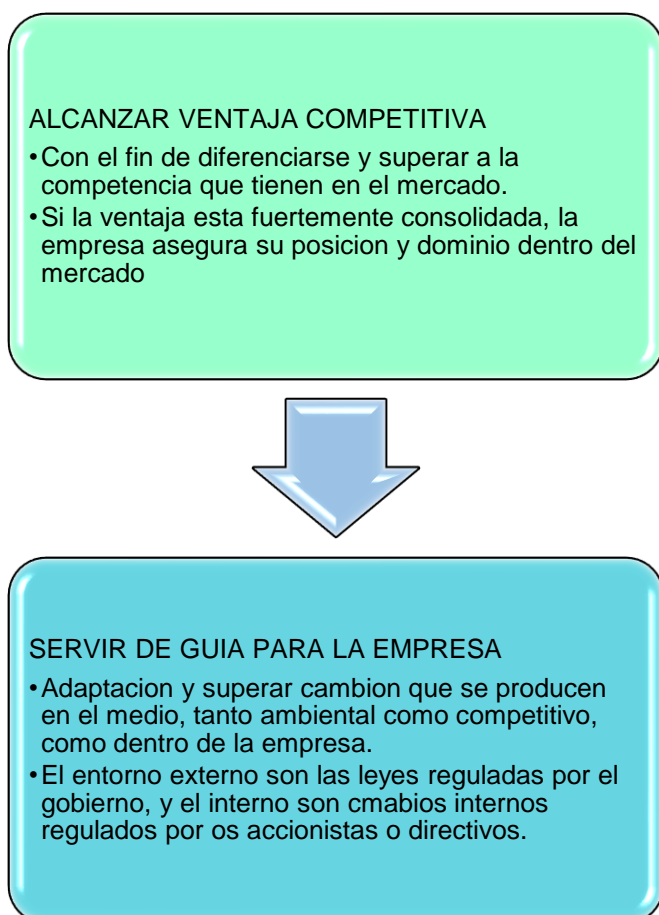 ALCANZAR VENTAJA COMPETITIVA
•Con el fin de diferenciarse y superar a la
competencia que tienen en el mercado.
•Si la ventaja esta fuertemente consolidada, la
empresa asegura su posicion y dominio dentro del
mercado
SERVIR DE GUIA PARA LA EMPRESA
•Adaptacion y superar cambion que se producen
en el medio, tanto ambiental como competitivo,
como dentro de la empresa.
•El entorno externo son las leyes reguladas por el
gobierno, y el interno son cmabios internos
regulados por os accionistas o directivos.